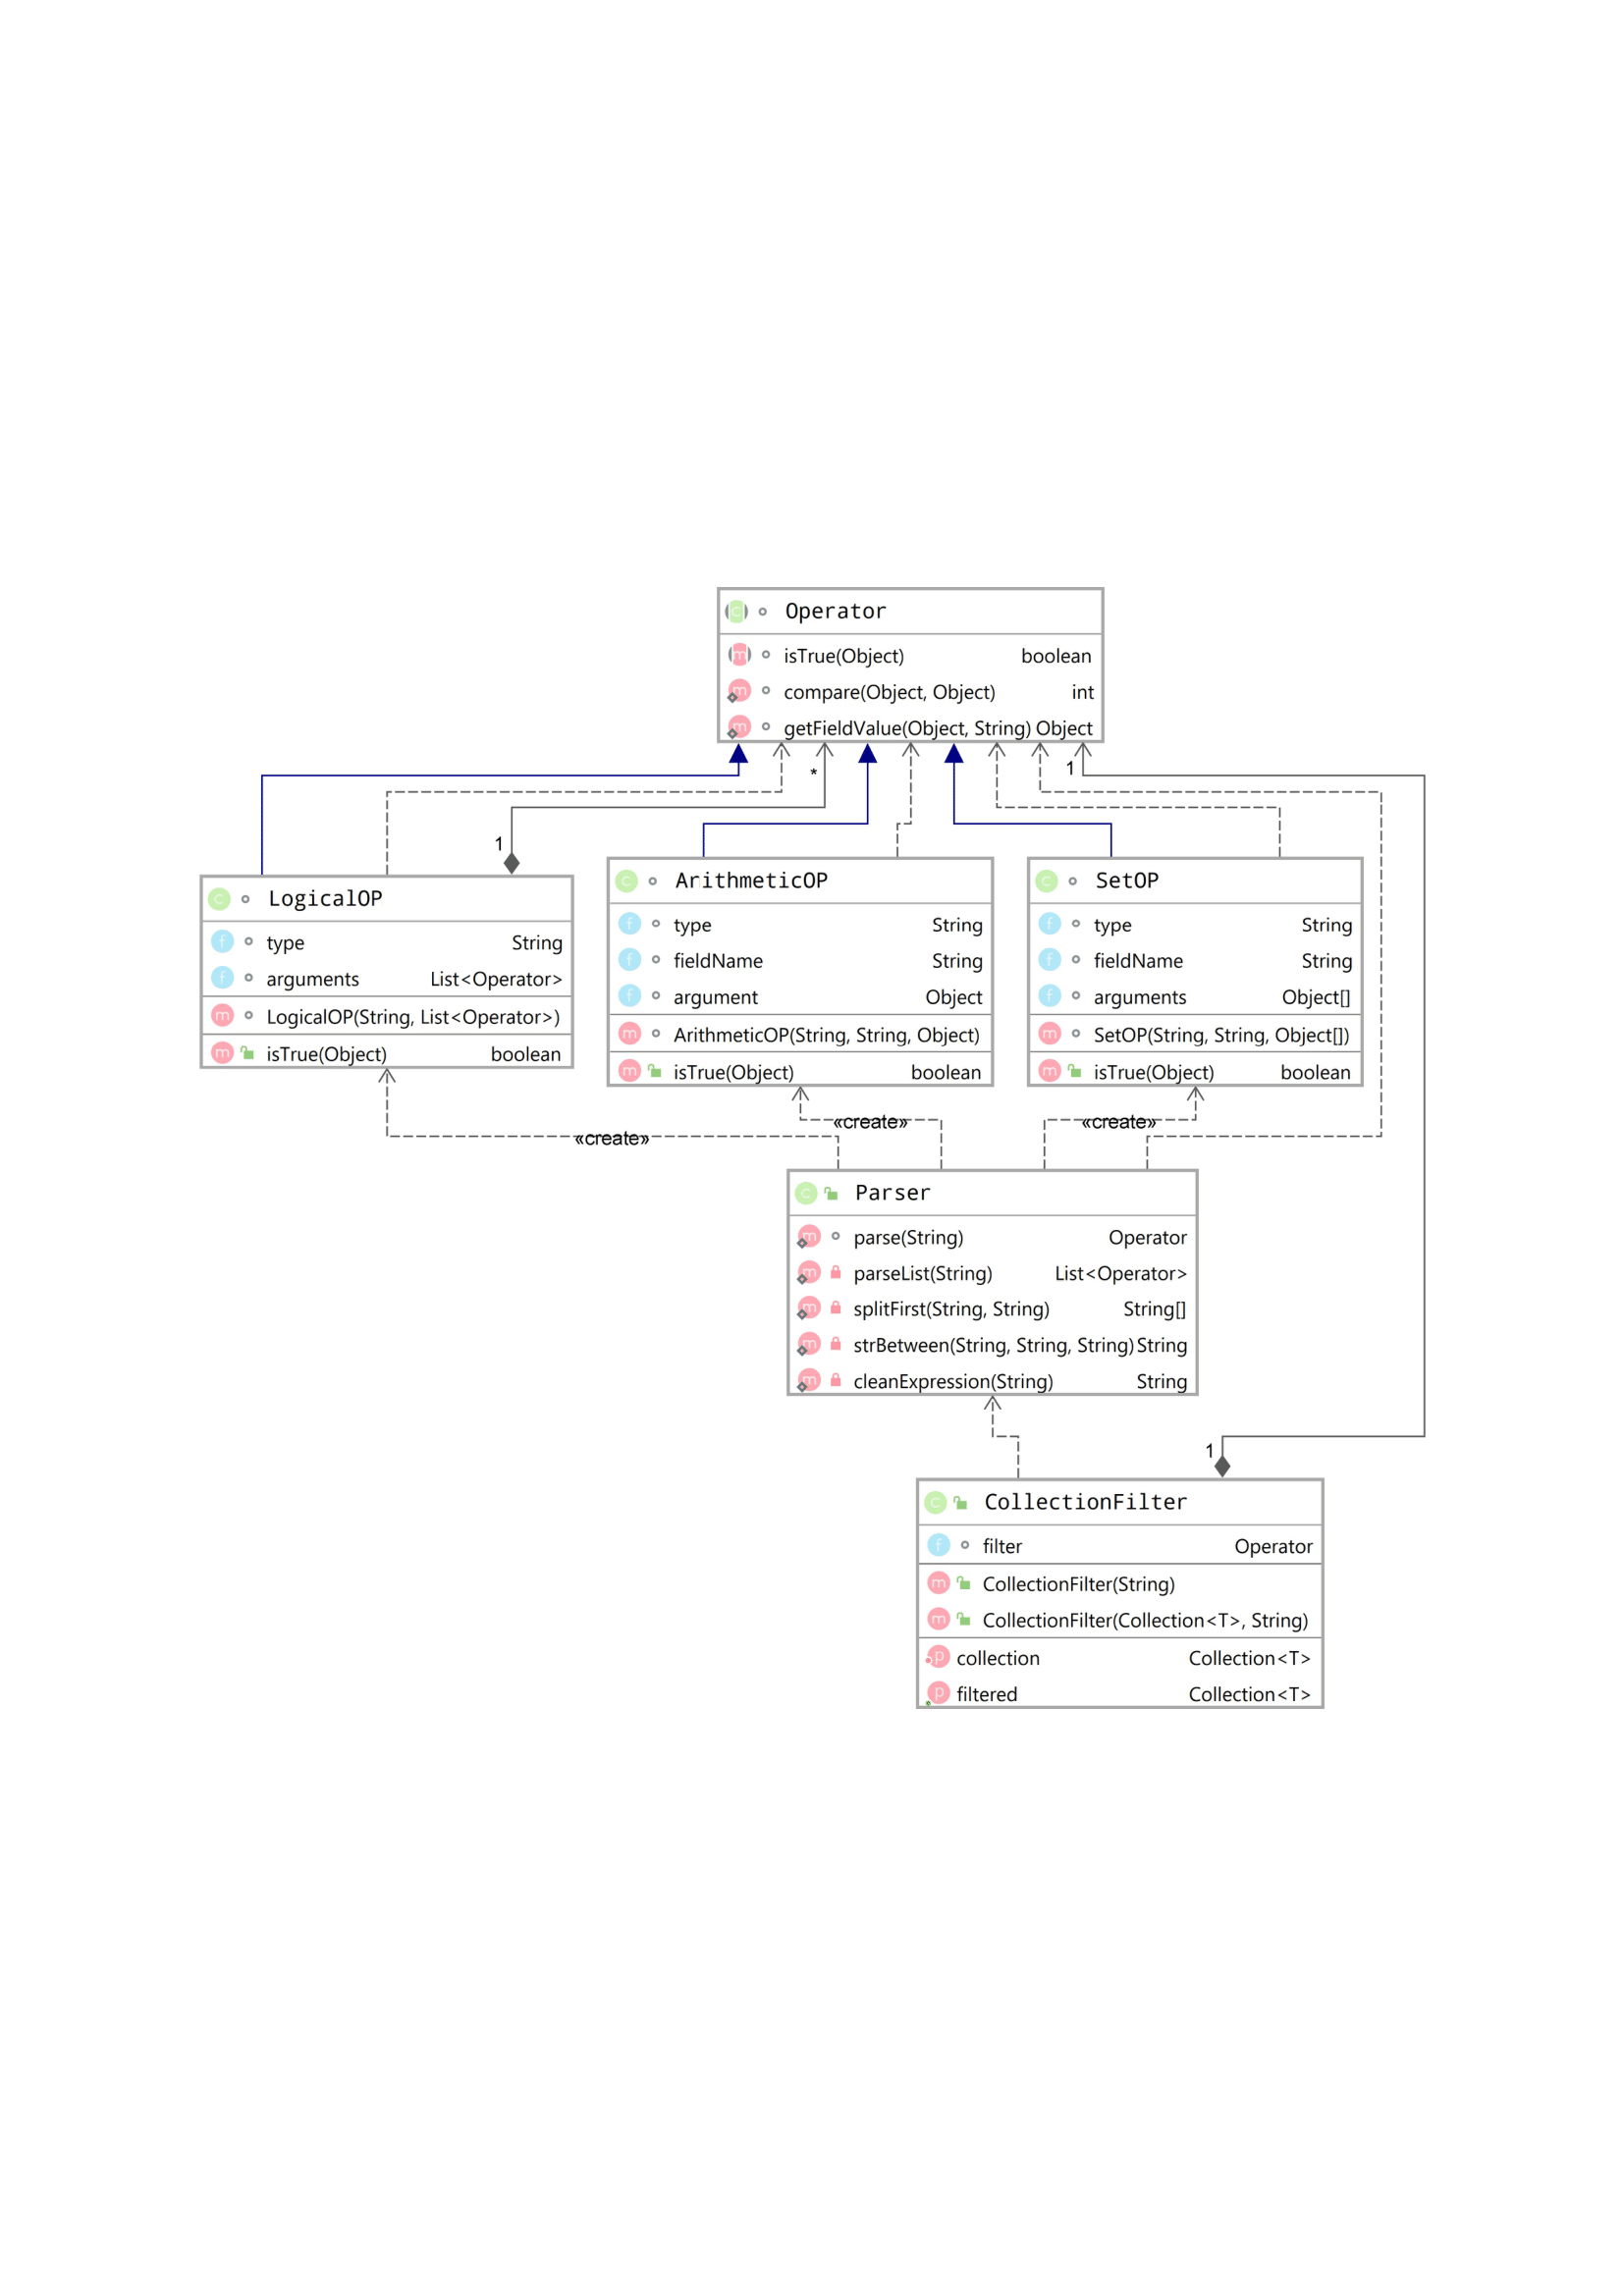 Operator
isTrue(Object) boolean
compare(Object, Object) int
getFieldValue(Object, String) Object
* 1
1
LogicalOP
type String
arguments List<Operator>
LogicalOP(String, List<Operator>)
isTrue(Object) boolean
ArithmeticOP
type String
fieldName String
argument Object
ArithmeticOP(String, String, Object)
isTrue(Object) boolean
SetOP
type String
fieldName String
arguments Object[]
SetOP(String, String, Object[])
isTrue(Object) boolean
«create» «create»
«create»
Parser
parse(String) Operator
parseList(String) List<Operator>
splitFirst(String, String) String[]
strBetween(String, String, String) String
cleanExpression(String) String
1
CollectionFilter
filter Operator
CollectionFilter(String)
CollectionFilter(Collection<T>, String)
collection Collection<T>
filtered Collection<T>